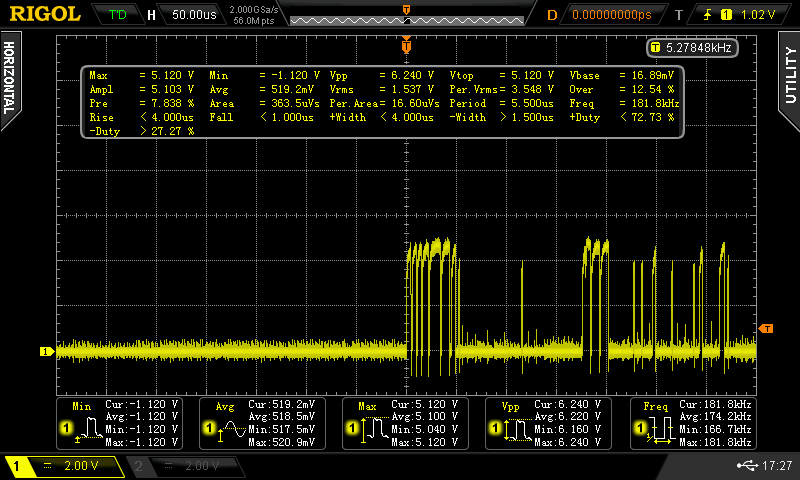 RIGOL T'D H 50.00us 2.000GSa/s 56.0M pts T D 0.00000000ps T 1 1.02 V
T 5.27848kHz
HORIZONTAL
UTILITY
Max = 5.120 V Min = -1.120 V Vpp = 6.240 V Vtop = 5.120 V Vbase = 16.89mV
Ampl = 5.103 V Avg = 519.2mV Vrms = 1.537 V Per.Vrms= 3.548 V Over = 12.54 %
Pre = 7.838 % Area = 363.5uVs Per.Area= 16.60uVs Period = 5.500us Freq = 181.8kHz
Rise < 4.000us Fall < 1.000us +Width < 4.000us -Width > 1.500us +Duty < 72.73 %
-Duty > 27.27 %
T
T
1
Min Cur:-1.120 V
Avg:-1.120 V
1 Min:-1.120 V
Max:-1.120 V
Avg Cur:519.2mV
Avg:518.5mV
1 Min:517.5mV
Max:520.9mV
Max Cur:5.120 V
Avg:5.100 V
1 Min:5.040 V
Max:5.120 V
Vpp Cur:6.240 V
Avg:6.220 V
1 Min:6.160 V
Max:6.240 V
Freq Cur:181.8kHz
Avg:174.2kHz
1 Min:166.7kHz
Max:181.8kHz
1 2.00 V 2 2.00 V 17:27